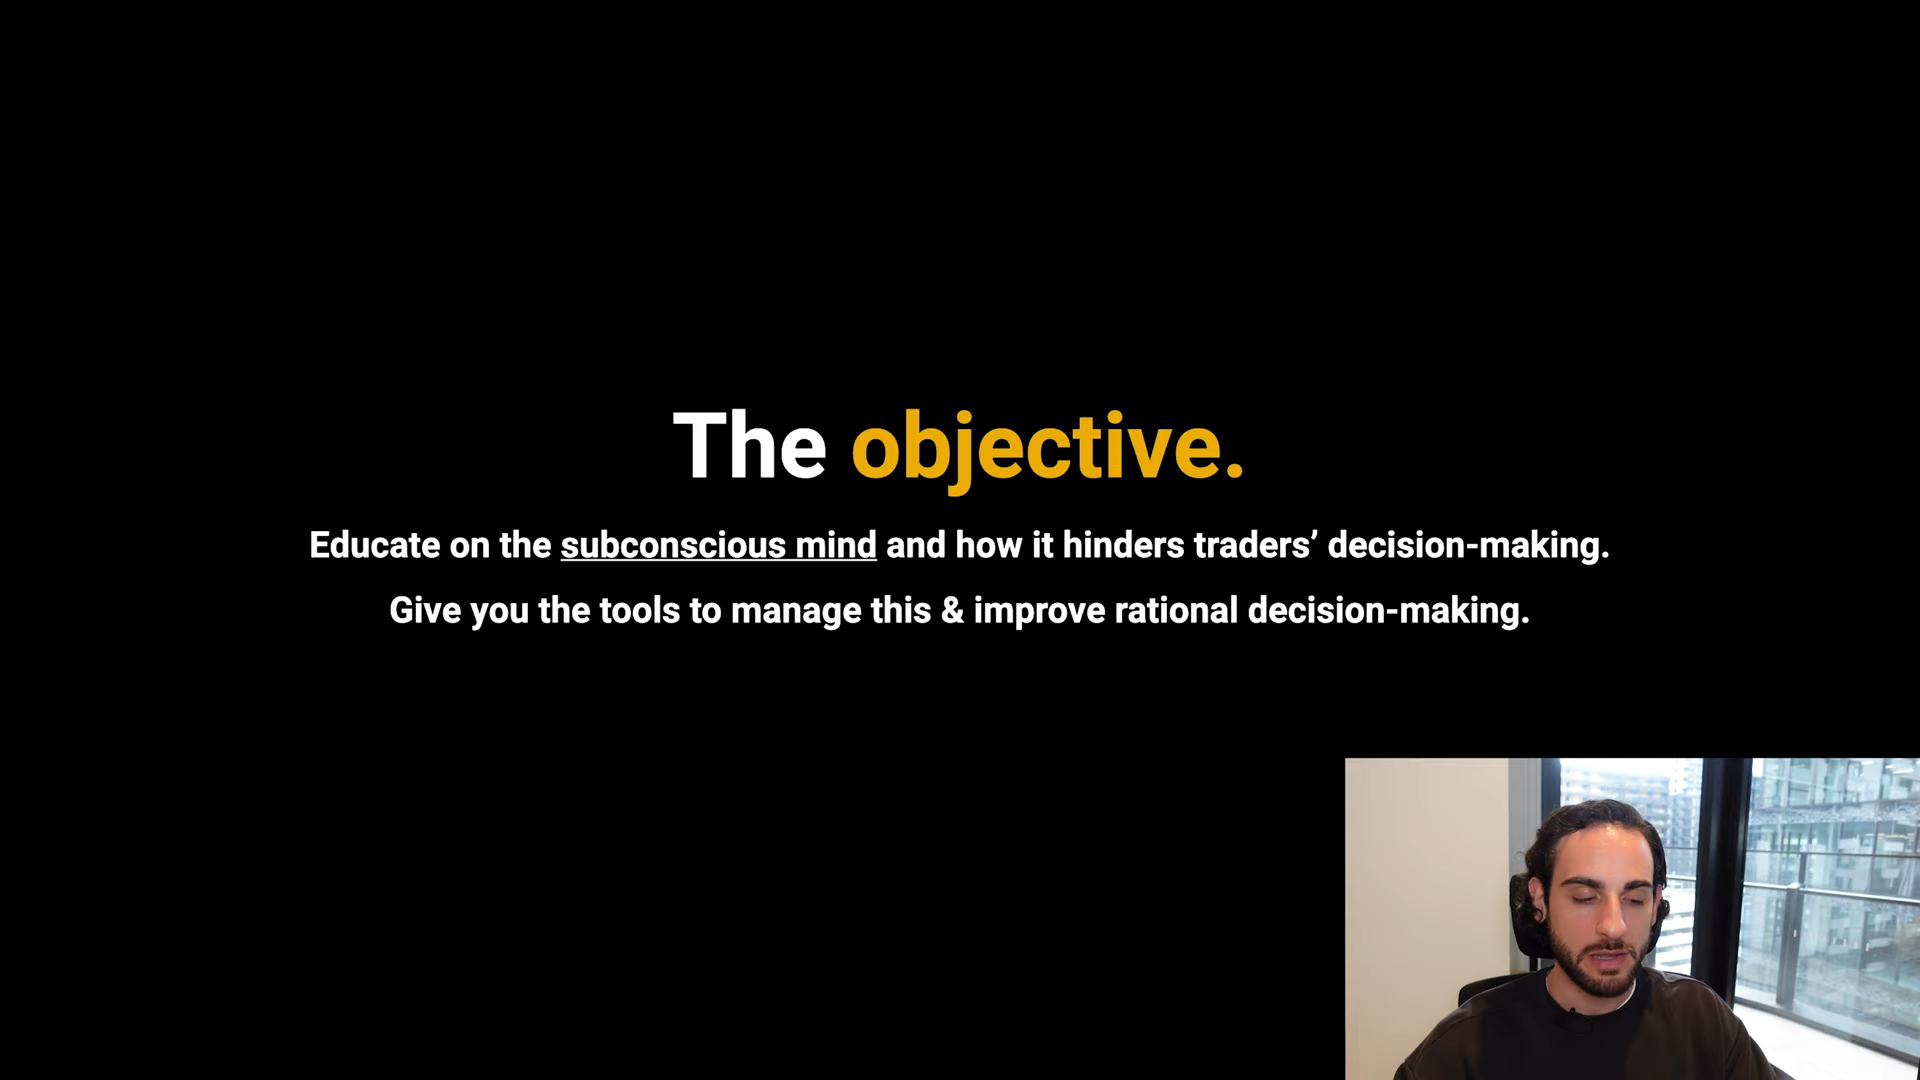 The objective.
Educate on the subconscious mind and how it hinders traders’ decision-making.
Give you the tools to manage this & improve rational decision-making.